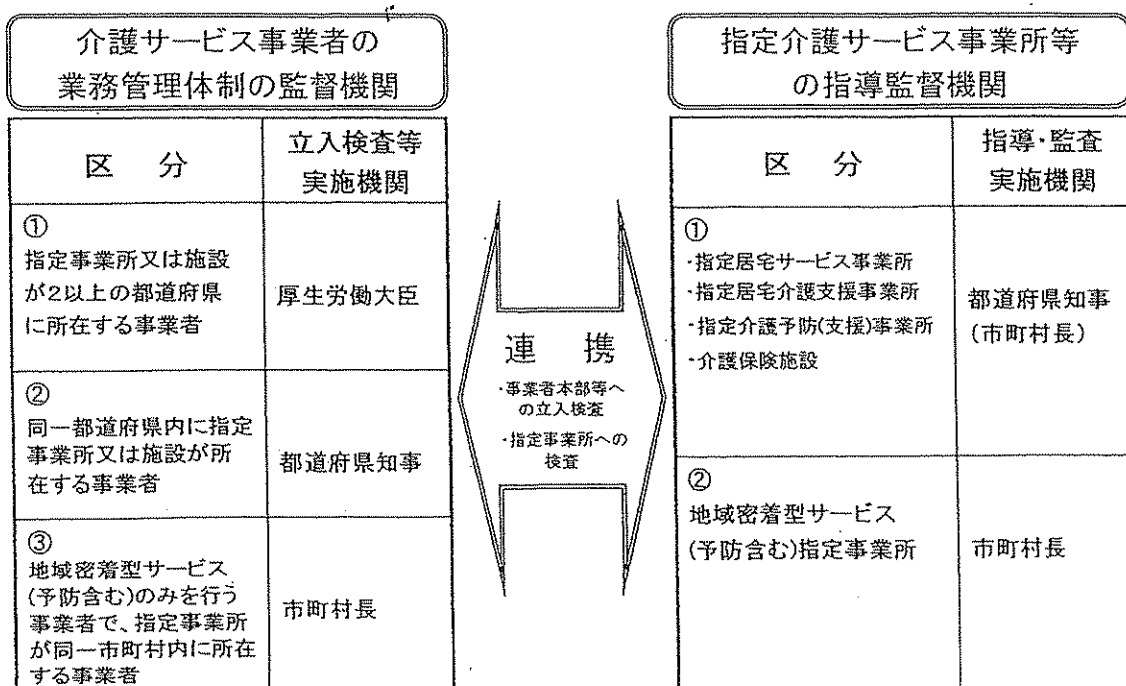 介護サービス事業者の
業務管理体制の監督機関
区 分
立入検査等
実施機関
①
指定事業所又は施設
が2以上の都道府県
に所在する事業者
厚生労働大臣
②
同一都道府県内に指定
事業所又は施設が所
在する事業者
都道府県知事
③
地域密着型サービス
(予防含む)のみを行う
事業者で、指定事業所
が同一市町村内に所在
する事業者
市町村長
連 携
・事業者本部等へ
の立入検査
・指定事業所への
検査
指定介護サービス事業所等
の指導監督機関
区 分
指導・監査
実施機関
①
・指定居宅サービス事業所
・指定居宅介護支援事業所
・指定介護予防(支援)事業所
・介護保険施設
都道府県知事
(市町村長)
②
地域密着型サービス
(予防含む)指定事業所
市町村長